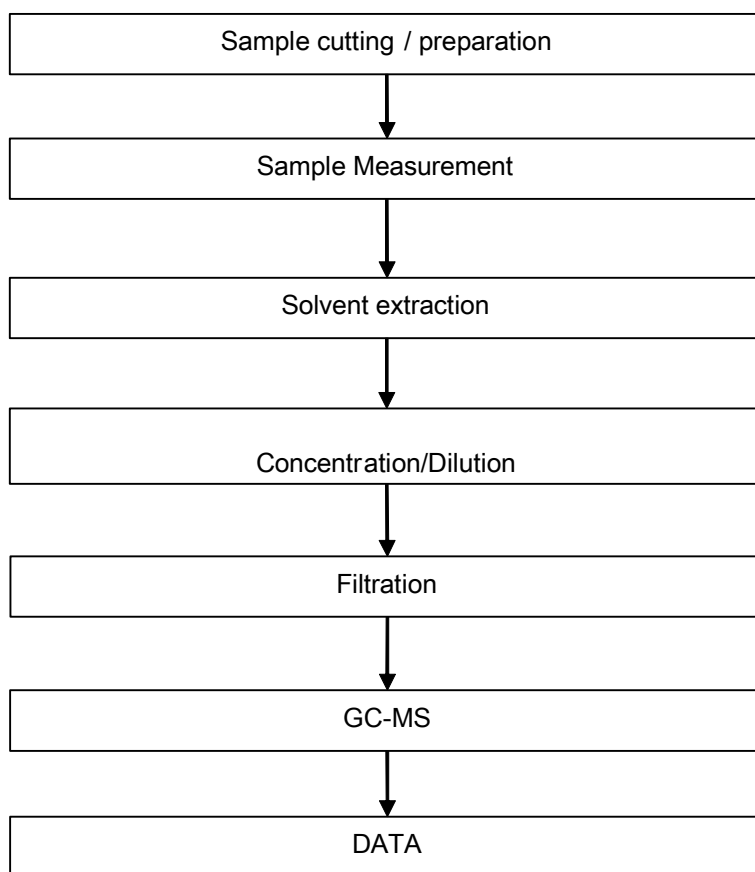 Sample cutting / preparation
Sample Measurement
Solvent extraction
Concentration/Dilution
Filtration
GC-MS
DATA